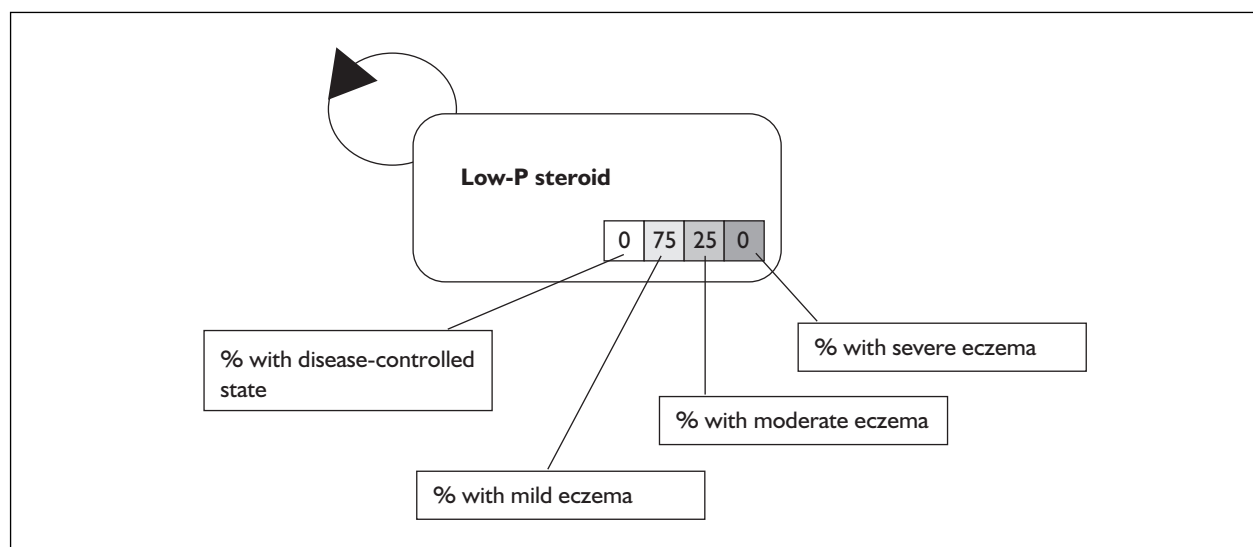 Low-P steroid
0 75 25 0
% with disease-controlled
state
% with severe eczema
% with moderate eczema
% with mild eczema